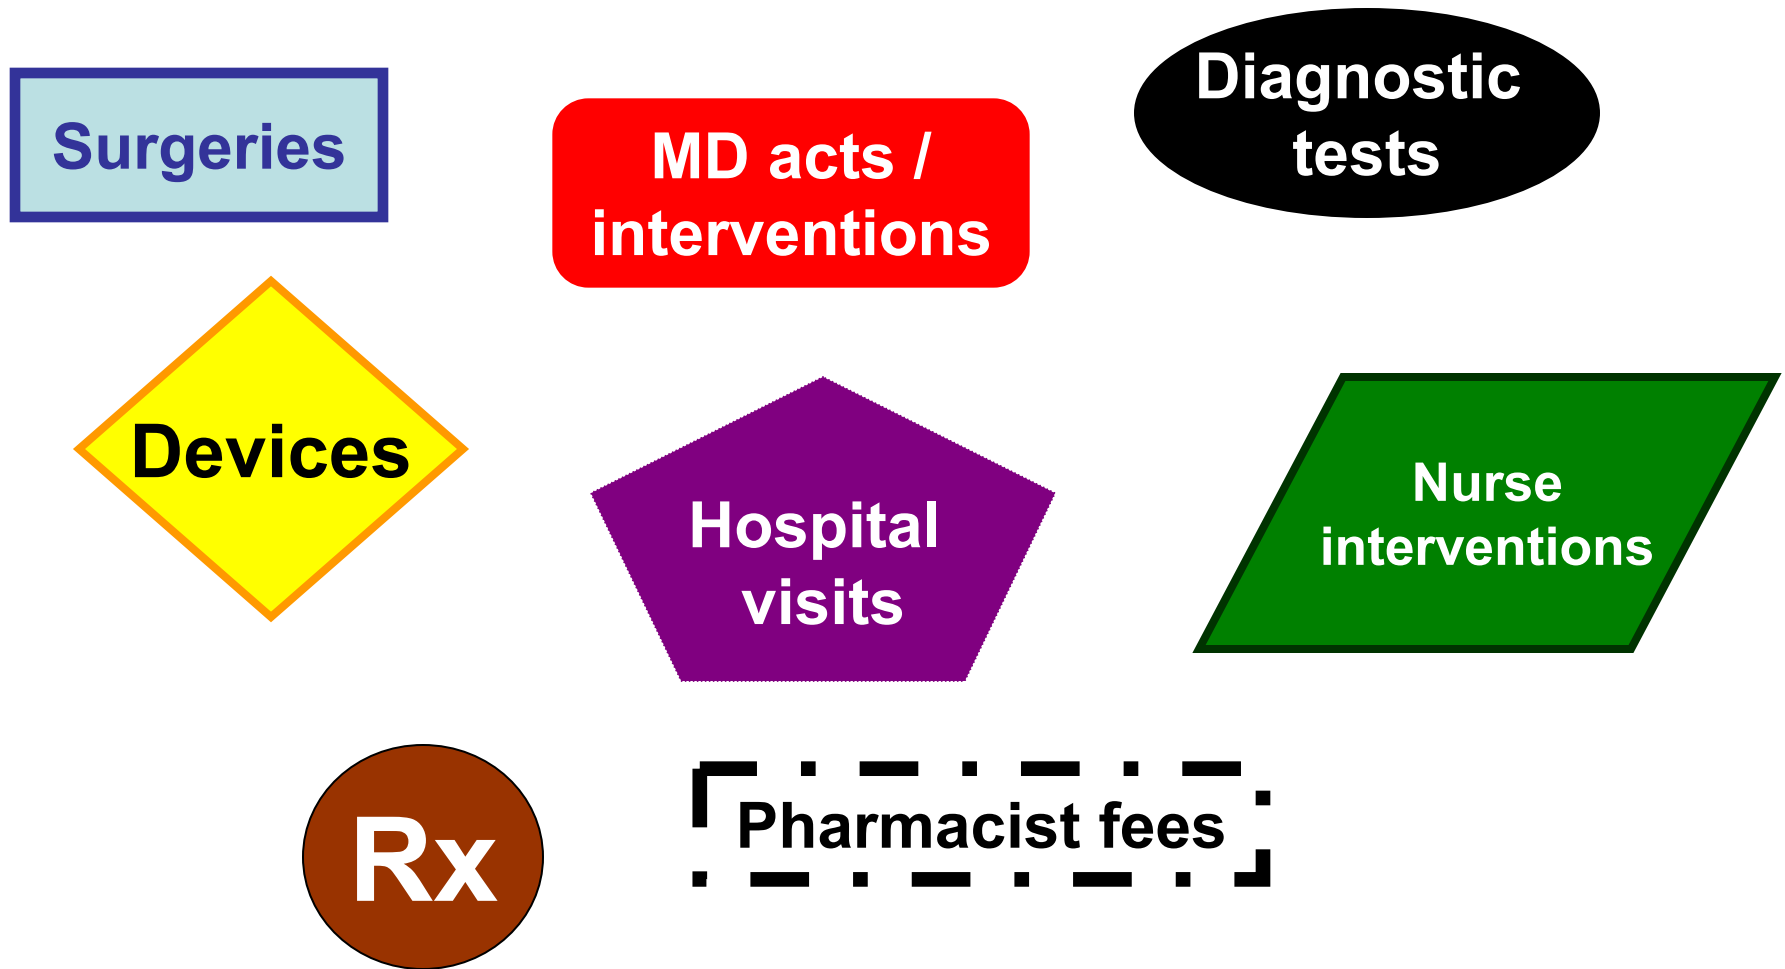 Surgeries
MD acts /
interventions
Diagnostic
tests
Devices
Hospital
visits
Nurse
interventions
Rx
Pharmacist fees